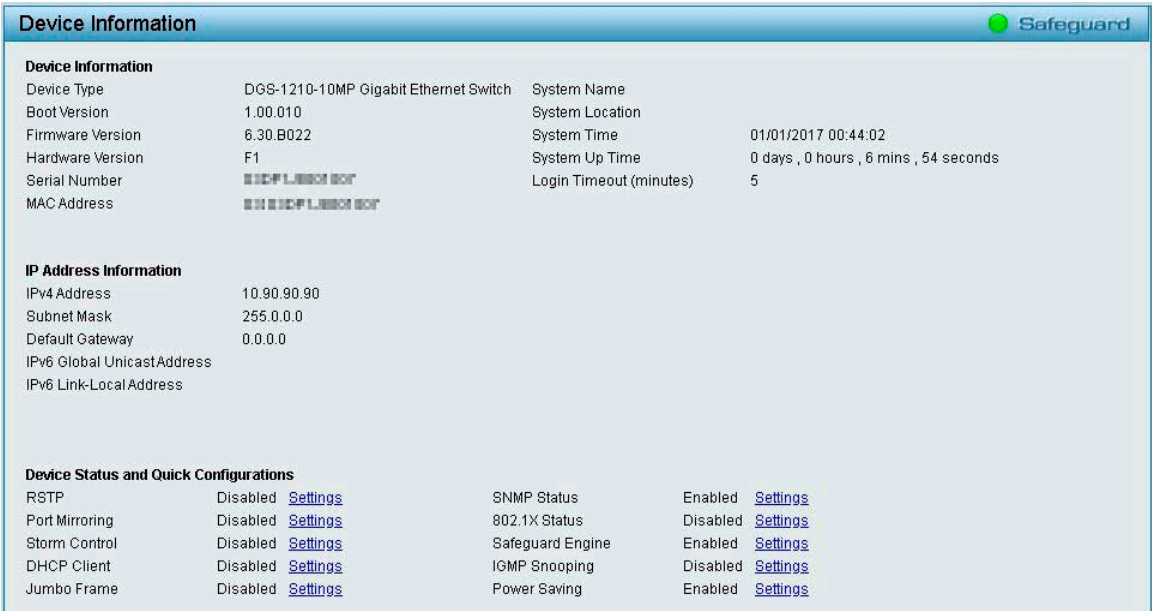 Device Information
Safeguard
Device Information
Device Type DGS-1210-10MP Gigabit Ethernet Switch System Name
Boot Version 1.00.010 System Location
Firmware Version 6.30.B022 System Time 01/01/2017 00:44:02
Hardware Version F1 System Up Time 0 days , 0 hours , 6 mins , 54 seconds
Serial Number Login Timeout (minutes) 5
MAC Address
IP Address Information
IPv4 Address 10.90.90.90
Subnet Mask 255.0.0.0
Default Gateway 0.0.0.0
IPv6 Global Unicast Address
IPv6 Link-Local Address
Device Status and Quick Configurations
RSTP Disabled Settings SNMP Status Enabled Settings
Port Mirroring Disabled Settings 802.1X Status Disabled Settings
Storm Control Disabled Settings Safeguard Engine Enabled Settings
DHCP Client Disabled Settings IGMP Snooping Disabled Settings
Jumbo Frame Disabled Settings Power Saving Enabled Settings